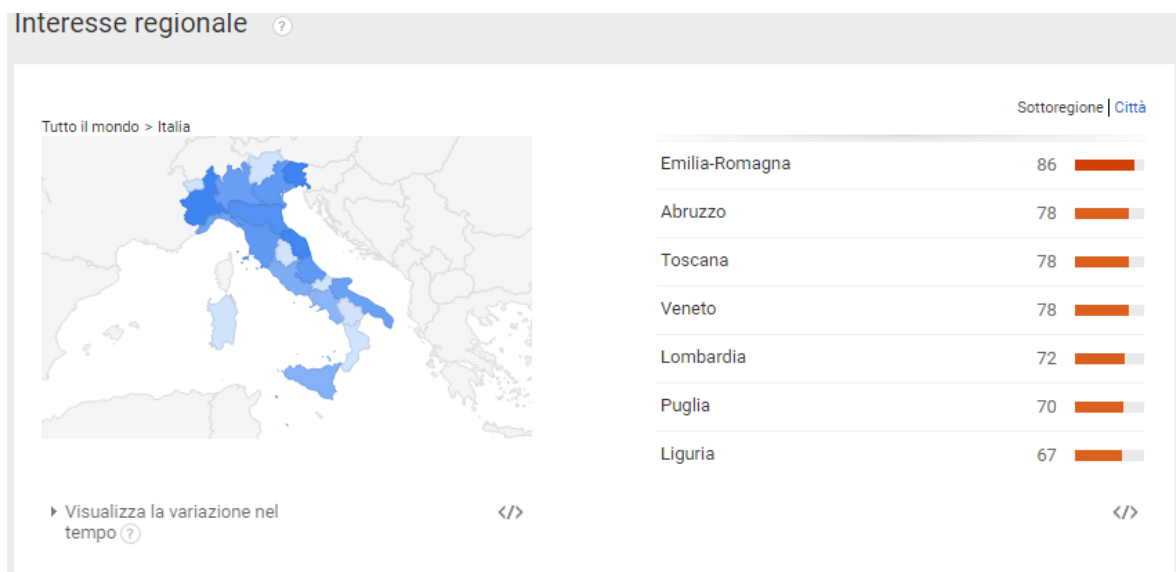 Interesse regionale ?
Sottoregione | Città
Tutto il mondo > Italia
Emilia-Romagna 86
Abruzzo 78
Toscana 78
Veneto 78
Lombardia 72
Puglia 70
Liguria 67
Visualizza la variazione nel
tempo ?
</>
</>